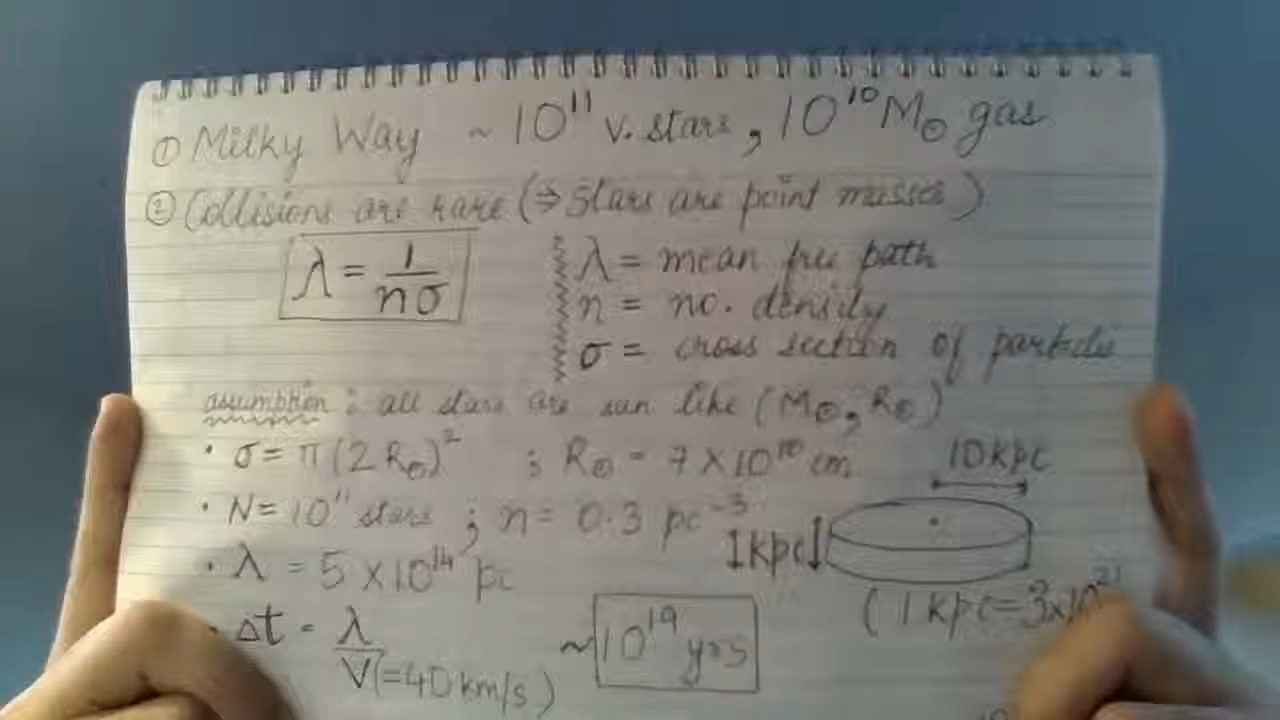 ① Milky Way ~ 10¹¹ v. stars, 10¹⁰ M⊙ gas
② Collisions are rare (⇒ stars are point masses)
λ = 1/nσ
λ = mean free path
n = no. density
σ = cross section of particle
assumption : all stars are sun like (M⊙, R⊙)
• σ = π(2R⊙)² ; R⊙ = 7 × 10¹⁰ cm
10 kpc
• N = 10¹¹ stars ; n = 0.3 pc⁻³
1 kpc
• λ = 5 × 10¹⁴ pc
(1 kpc = 3×10²¹
• Δt = λ/V (= 40 km/s) ~ 10¹⁹ yrs